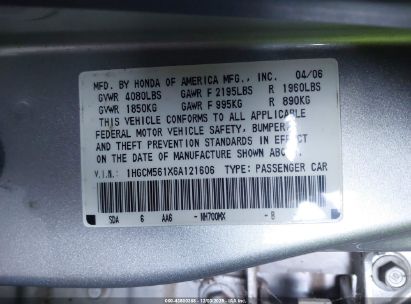 MFD. BY HONDA OF AMERICA MFG., INC. 04/06
GVWR 4080LBS GAWR F 2195LBS R 1960LBS
GVWR 1850KG GAWR F 995KG R 890KG
THIS VEHICLE CONFORMS TO ALL APPLICABLE
FEDERAL MOTOR VEHICLE SAFETY, BUMPER,
AND THEFT PREVENTION STANDARDS IN EFFECT
ON THE DATE OF MANUFACTURE SHOWN ABOVE.
V.I.N.: 1HGCM561X6A121606 TYPE: PASSENGER CAR
SDA 6 AA6 - NH700MX - B